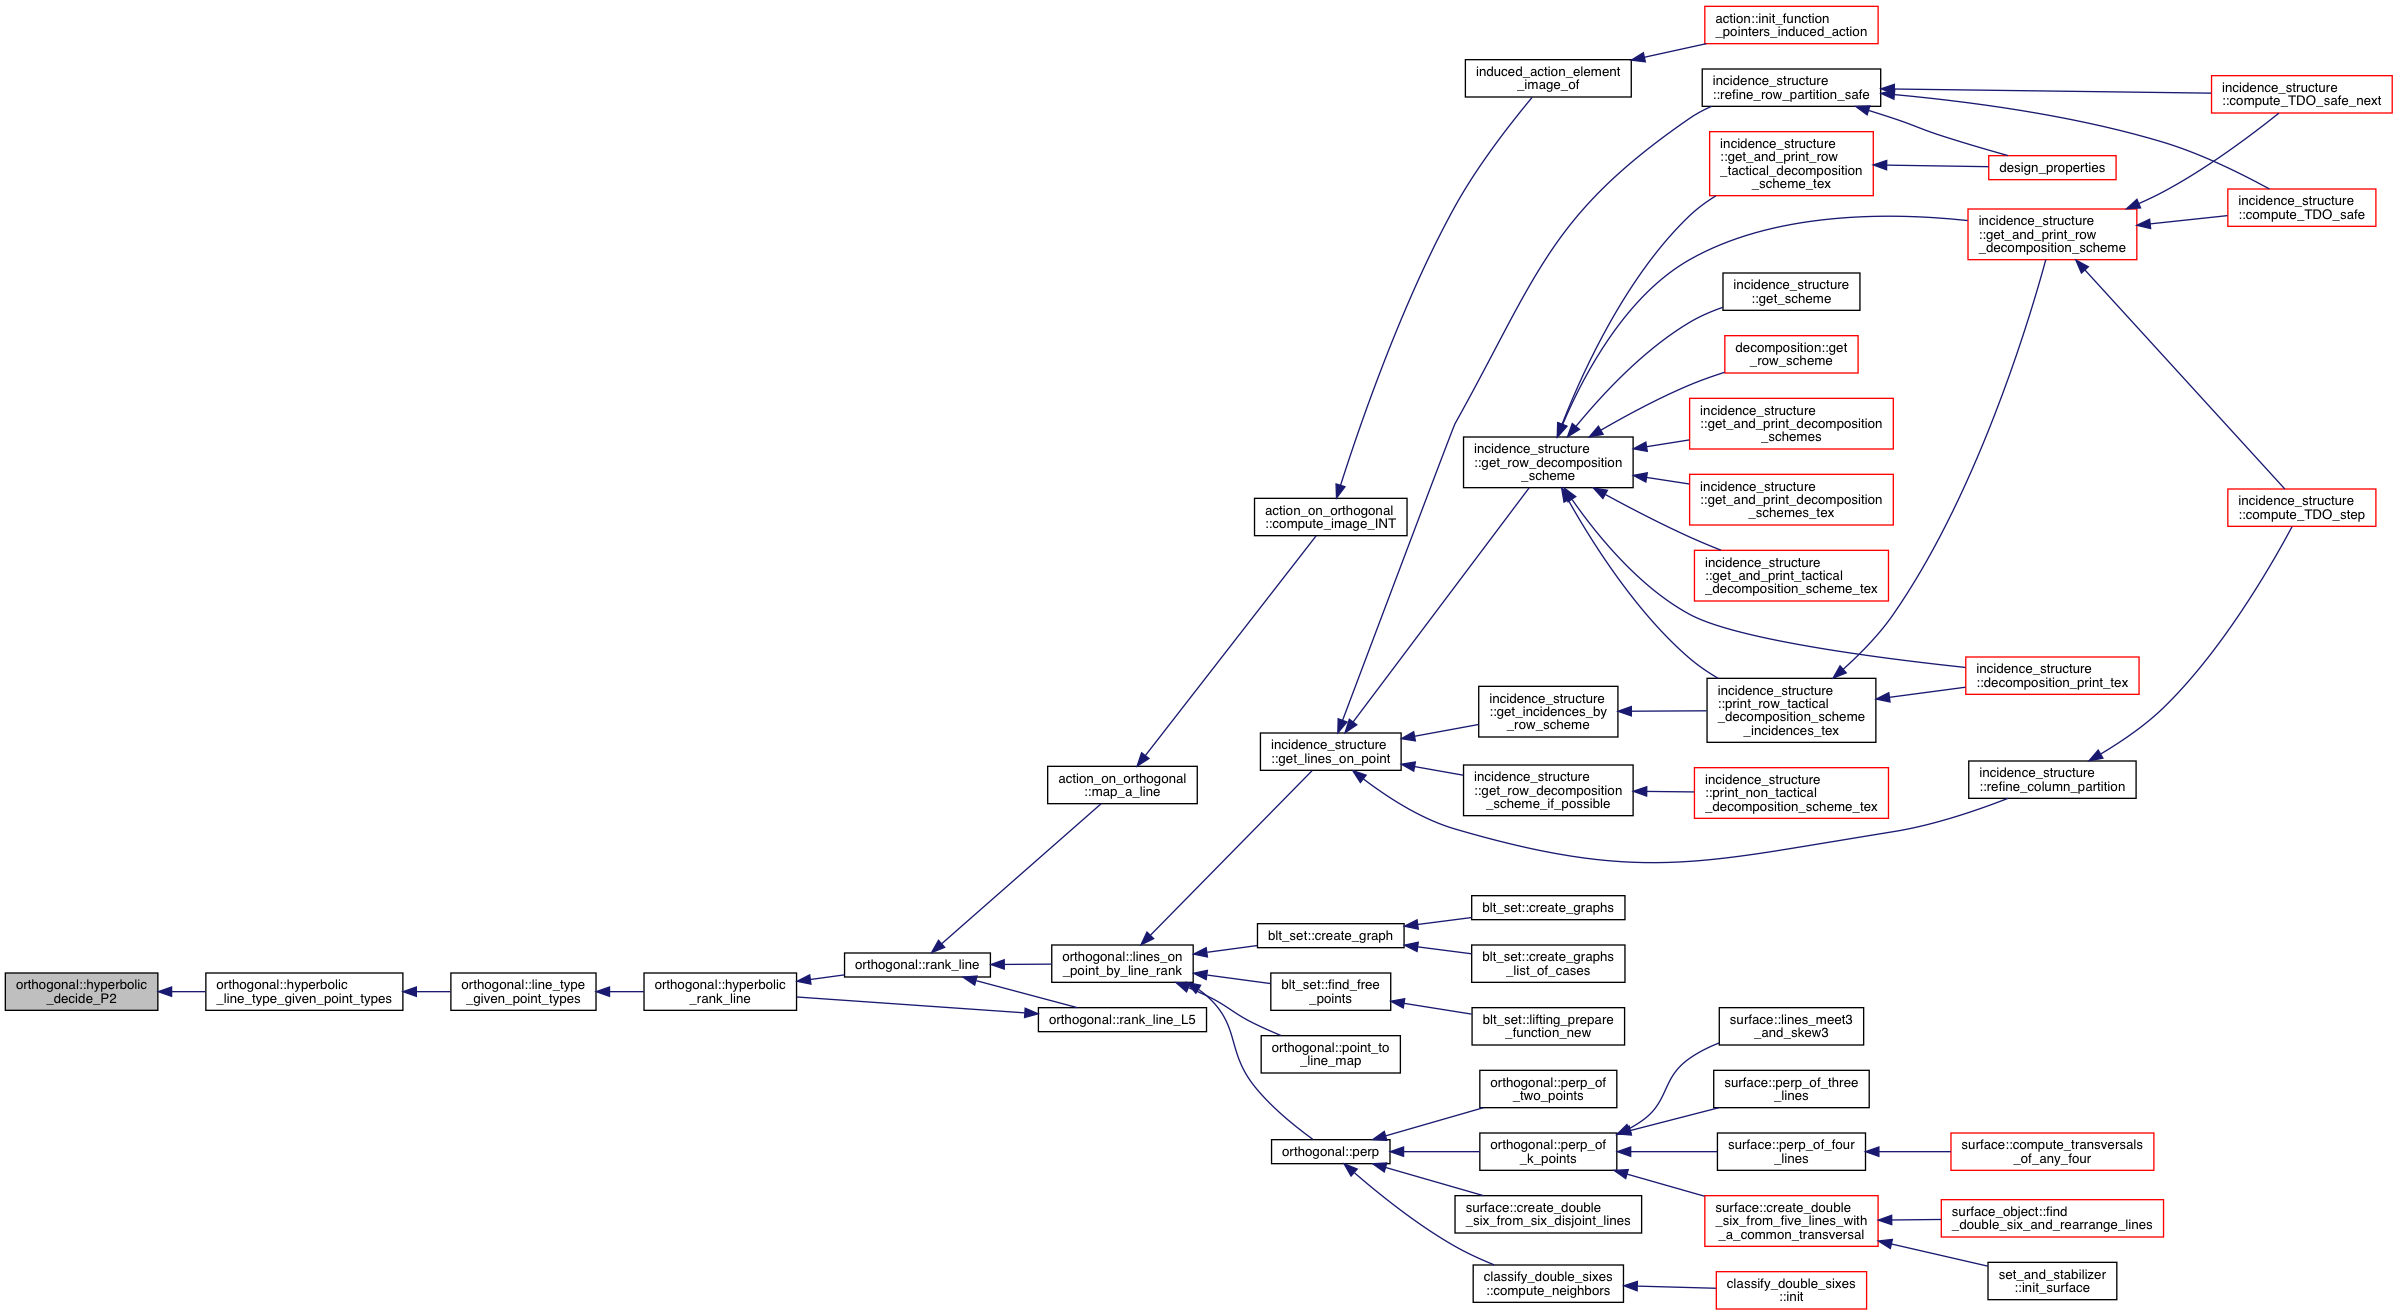 action::init_function
_pointers_induced_action
induced_action_element
_image_of
incidence_structure
::refine_row_partition_safe
incidence_structure
::compute_TDO_safe_next
incidence_structure
::get_and_print_row
_tactical_decomposition
_scheme_tex
design_properties
incidence_structure
::compute_TDO_safe
incidence_structure
::get_and_print_row
_decomposition_scheme
incidence_structure
::get_scheme
decomposition::get
_row_scheme
incidence_structure
::get_and_print_decomposition
_schemes
incidence_structure
::get_row_decomposition
_scheme
incidence_structure
::get_and_print_decomposition
_schemes_tex
action_on_orthogonal
::compute_image_INT
incidence_structure
::compute_TDO_step
incidence_structure
::get_and_print_tactical
_decomposition_scheme_tex
incidence_structure
::decomposition_print_tex
incidence_structure
::get_incidences_by
_row_scheme
incidence_structure
::print_row_tactical
_decomposition_scheme
_incidences_tex
incidence_structure
::get_lines_on_point
action_on_orthogonal
::map_a_line
incidence_structure
::get_row_decomposition
_scheme_if_possible
incidence_structure
::print_non_tactical
_decomposition_scheme_tex
incidence_structure
::refine_column_partition
blt_set::create_graphs
blt_set::create_graph
blt_set::create_graphs
_list_of_cases
orthogonal::hyperbolic
_decide_P2
orthogonal::hyperbolic
_line_type_given_point_types
orthogonal::line_type
_given_point_types
orthogonal::hyperbolic
_rank_line
orthogonal::rank_line
orthogonal::lines_on
_point_by_line_rank
orthogonal::rank_line_L5
blt_set::find_free
_points
blt_set::lifting_prepare
_function_new
orthogonal::point_to
_line_map
surface::lines_meet3
_and_skew3
orthogonal::perp_of
_two_points
surface::perp_of_three
_lines
orthogonal::perp
orthogonal::perp_of
_k_points
surface::perp_of_four
_lines
surface::compute_transversals
_of_any_four
surface::create_double
_six_from_six_disjoint_lines
surface::create_double
_six_from_five_lines_with
_a_common_transversal
surface_object::find
_double_six_and_rearrange_lines
classify_double_sixes
::compute_neighbors
classify_double_sixes
::init
set_and_stabilizer
::init_surface